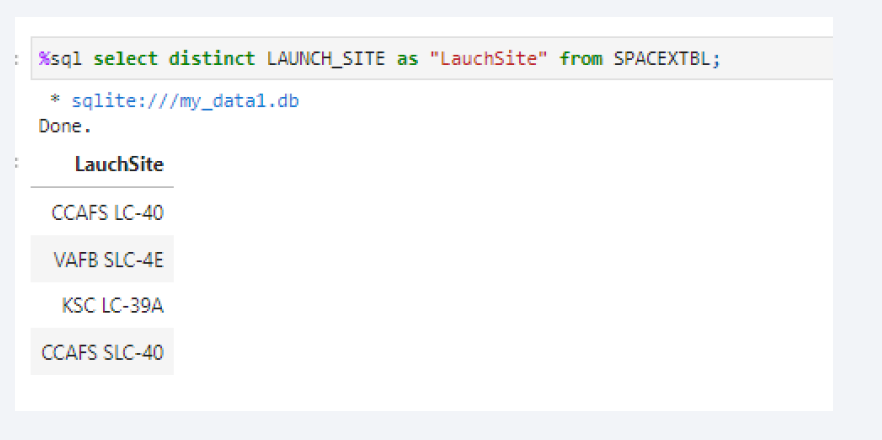 %sql select distinct LAUNCH_SITE as "LauchSite" from SPACEXTBL;
* sqlite:///my_data1.db
Done.
LauchSite
CCAFS LC-40
VAFB SLC-4E
KSC LC-39A
CCAFS SLC-40